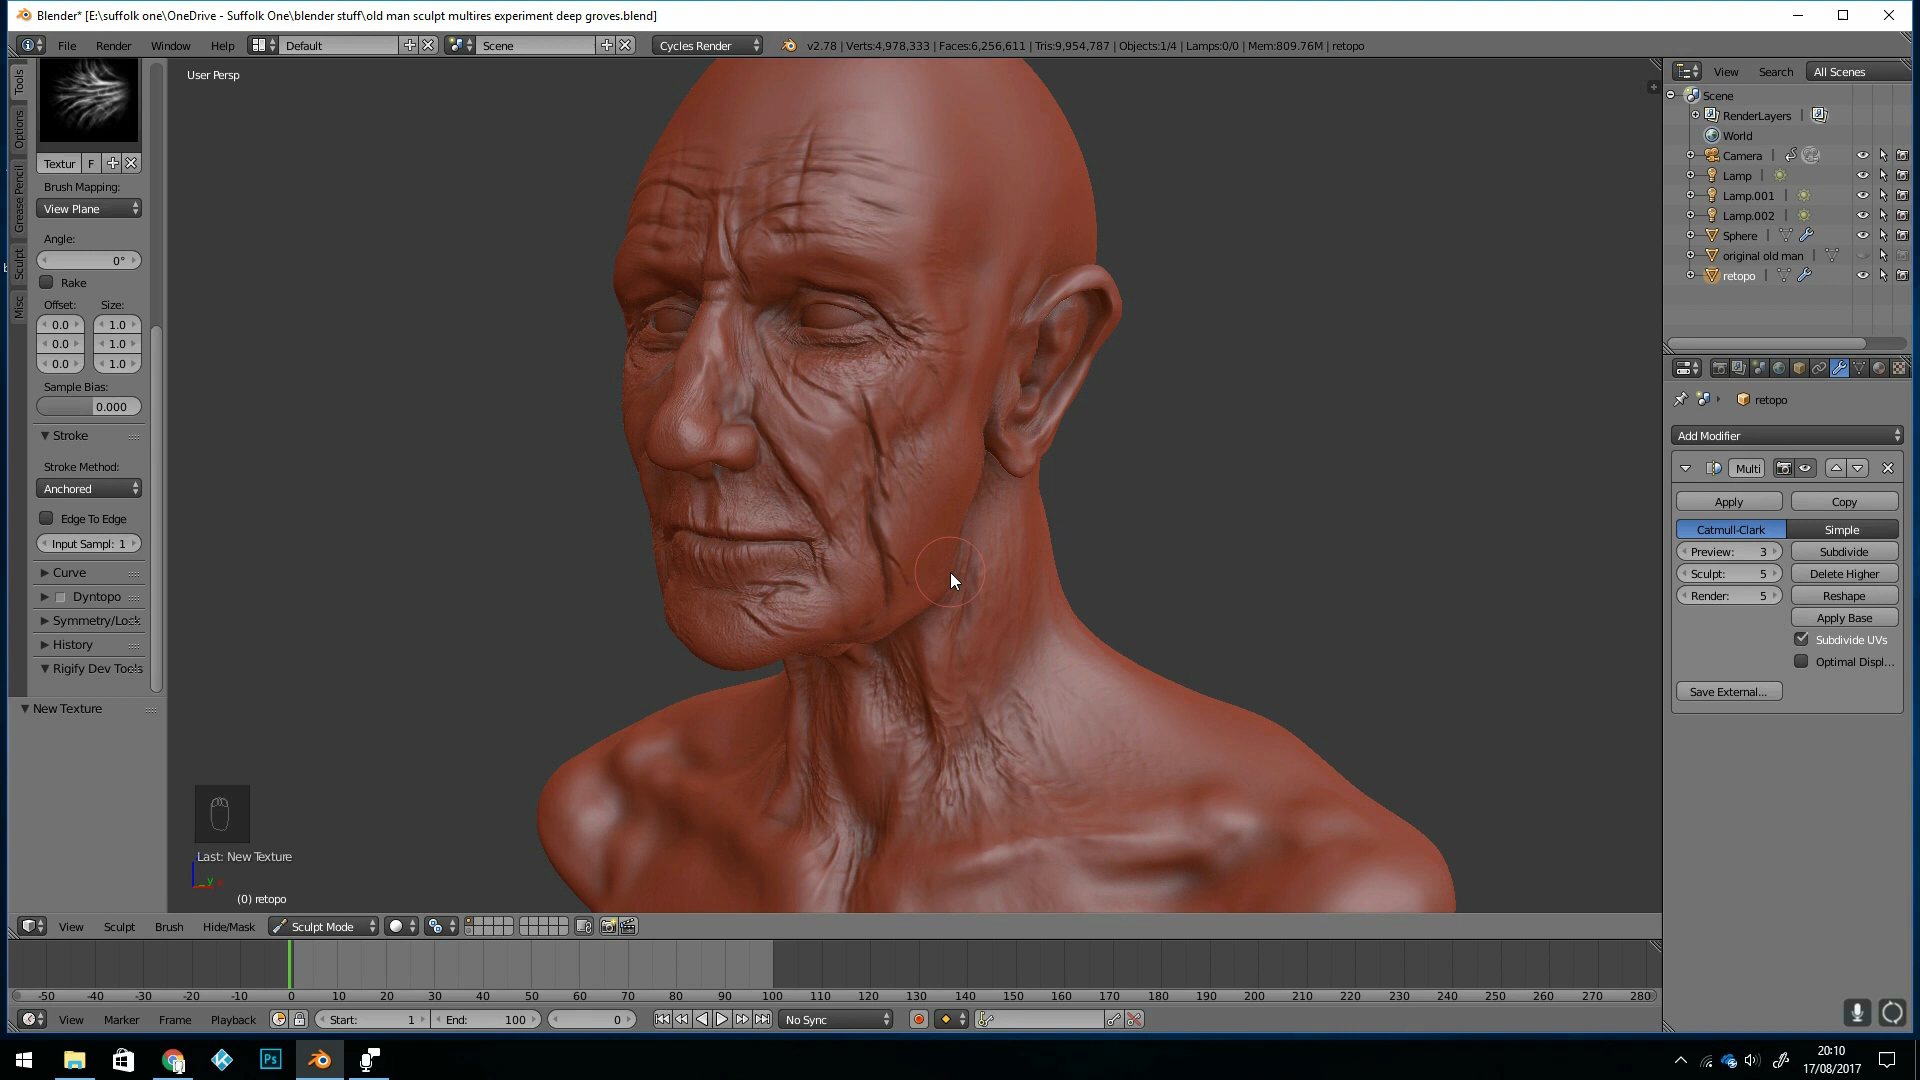 Blender* [E:\suffolk one\OneDrive - Suffolk One\blender stuff\old man sculpt multires experiment deep groves.blend]
File Render Window Help Default Scene Cycles Render v2.78 | Verts:4,978,333 | Faces:6,256,611 | Tris:9,954,787 | Objects:1/4 | Lamps:0/0 | Mem:809.76M | retopo
Tools
Options
Grease Pencil
Sculpt
Misc
Textur F
Brush Mapping:
View Plane
Angle:
0°
Rake
Offset: Size:
0.0 1.0
0.0 1.0
0.0 1.0
Sample Bias:
0.000
Stroke
Stroke Method:
Anchored
Edge To Edge
Input Sampl: 1
Curve
Dyntopo
Symmetry/Lock
History
Rigify Dev Tools
New Texture
User Persp
Last: New Texture
y
x
(0) retopo
View Search All Scenes
Scene
RenderLayers
World
Camera
Lamp
Lamp.001
Lamp.002
Sphere
original old man
retopo
retopo
Add Modifier
Multi
Apply Copy
Catmull-Clark Simple
Preview: 3 Subdivide
Sculpt: 5 Delete Higher
Render: 5 Reshape
Apply Base
Subdivide UVs
Optimal Displ...
Save External...
View Sculpt Brush Hide/Mask Sculpt Mode
-50 -40 -30 -20 -10 0 10 20 30 40 50 60 70 80 90 100 110 120 130 140 150 160 170 180 190 200 210 220 230 240 250 260 270 280
View Marker Frame Playback Start: 1 End: 100 0 No Sync
Ps
20:10
17/08/2017